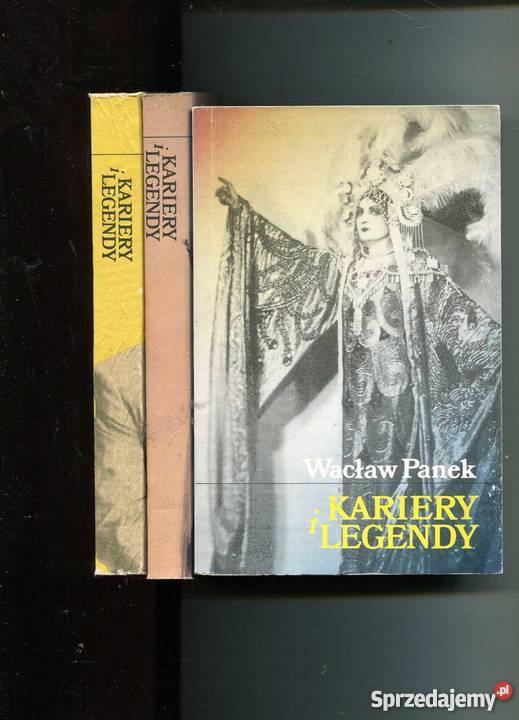 KARIERY
i LEGENDY
KARIERY
i LEGENDY
Wacław Panek
KARIERY
i LEGENDY
Sprzedajemy.pl